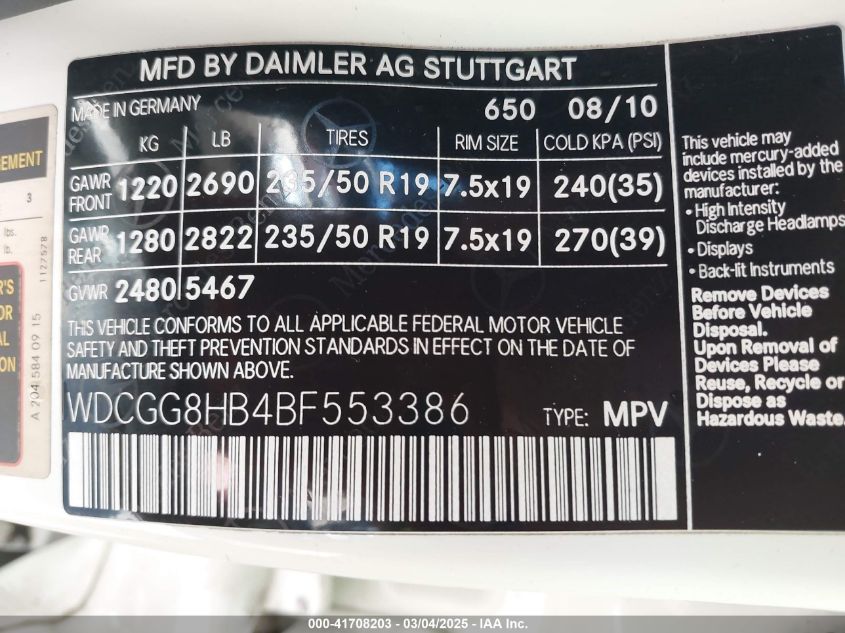 MFD BY DAIMLER AG STUTTGART
MADE IN GERMANY 650 08/10
KG LB TIRES RIM SIZE COLD KPA (PSI)
GAWR FRONT 1220 2690 235/50 R19 7.5x19 240(35)
GAWR REAR 1280 2822 235/50 R19 7.5x19 270(39)
GVWR 2480 5467
THIS VEHICLE CONFORMS TO ALL APPLICABLE FEDERAL MOTOR VEHICLE
SAFETY AND THEFT PREVENTION STANDARDS IN EFFECT ON THE DATE OF
MANUFACTURE SHOWN ABOVE.
WDCGG8HB4BF553386 TYPE: MPV
This vehicle may
include mercury-added
devices installed by the
manufacturer:
• High Intensity
Discharge Headlamps
• Displays
• Back-lit Instruments
Remove Devices
Before Vehicle
Disposal.
Upon Removal of
Devices Please
Reuse, Recycle or
Dispose as
Hazardous Waste.
3
lbs.
lb.
1127578
A 204 584 09 15
000-41708203 - 03/04/2025 - IAA Inc.